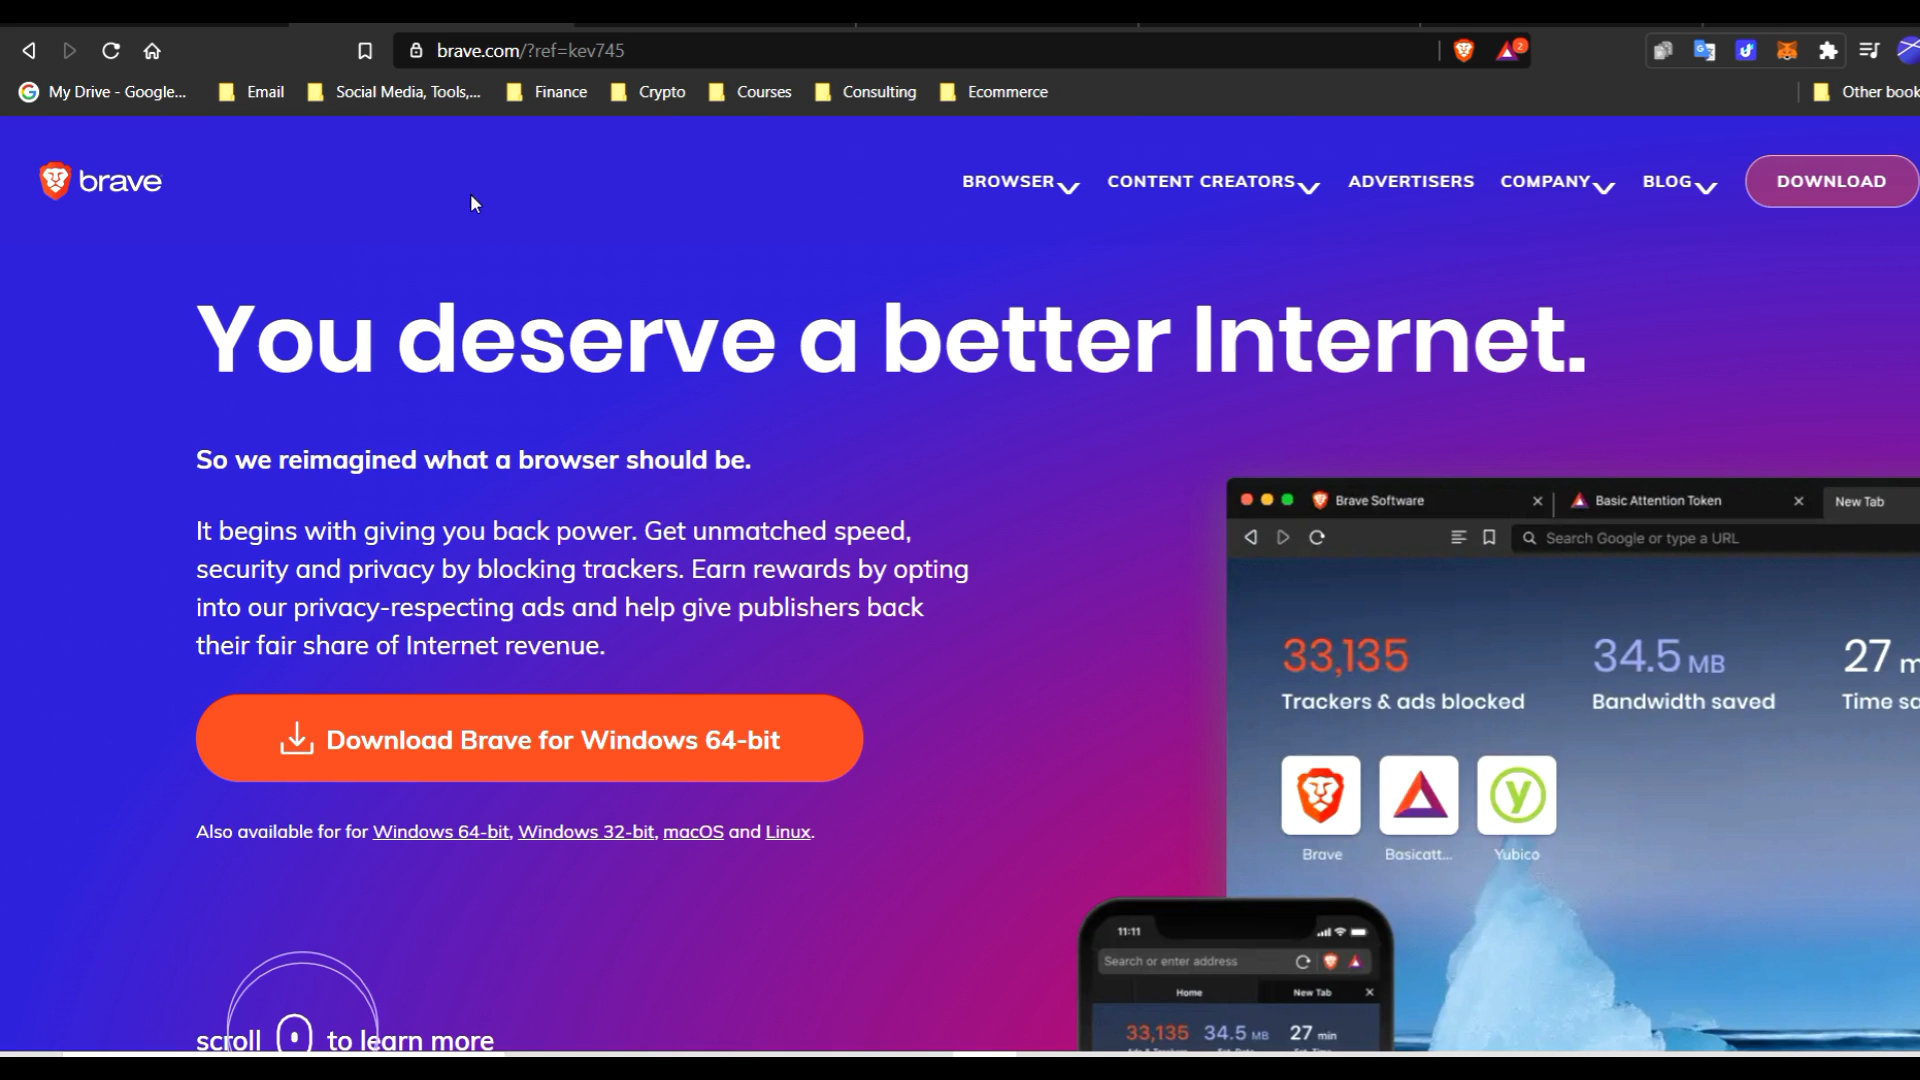 brave.com/?ref=kev745
2
My Drive - Google...
Email
Social Media, Tools,...
Finance
Crypto
Courses
Consulting
Ecommerce
Other book
brave
BROWSER
CONTENT CREATORS
ADVERTISERS
COMPANY
BLOG
DOWNLOAD
You deserve a better Internet.
So we reimagined what a browser should be.
It begins with giving you back power. Get unmatched speed,
security and privacy by blocking trackers. Earn rewards by opting
into our privacy-respecting ads and help give publishers back
their fair share of Internet revenue.
Download Brave for Windows 64-bit
Also available for for Windows 64-bit, Windows 32-bit, macOS and Linux.
scroll to learn more
Brave Software
Basic Attention Token
New Tab
Search Google or type a URL
33,135
34.5 MB
27 m
Trackers & ads blocked
Bandwidth saved
Time sa
Brave
Basicatt...
Yubico
11:11
Search or enter address
Home
New Tab
33,135
34.5 MB
27 min